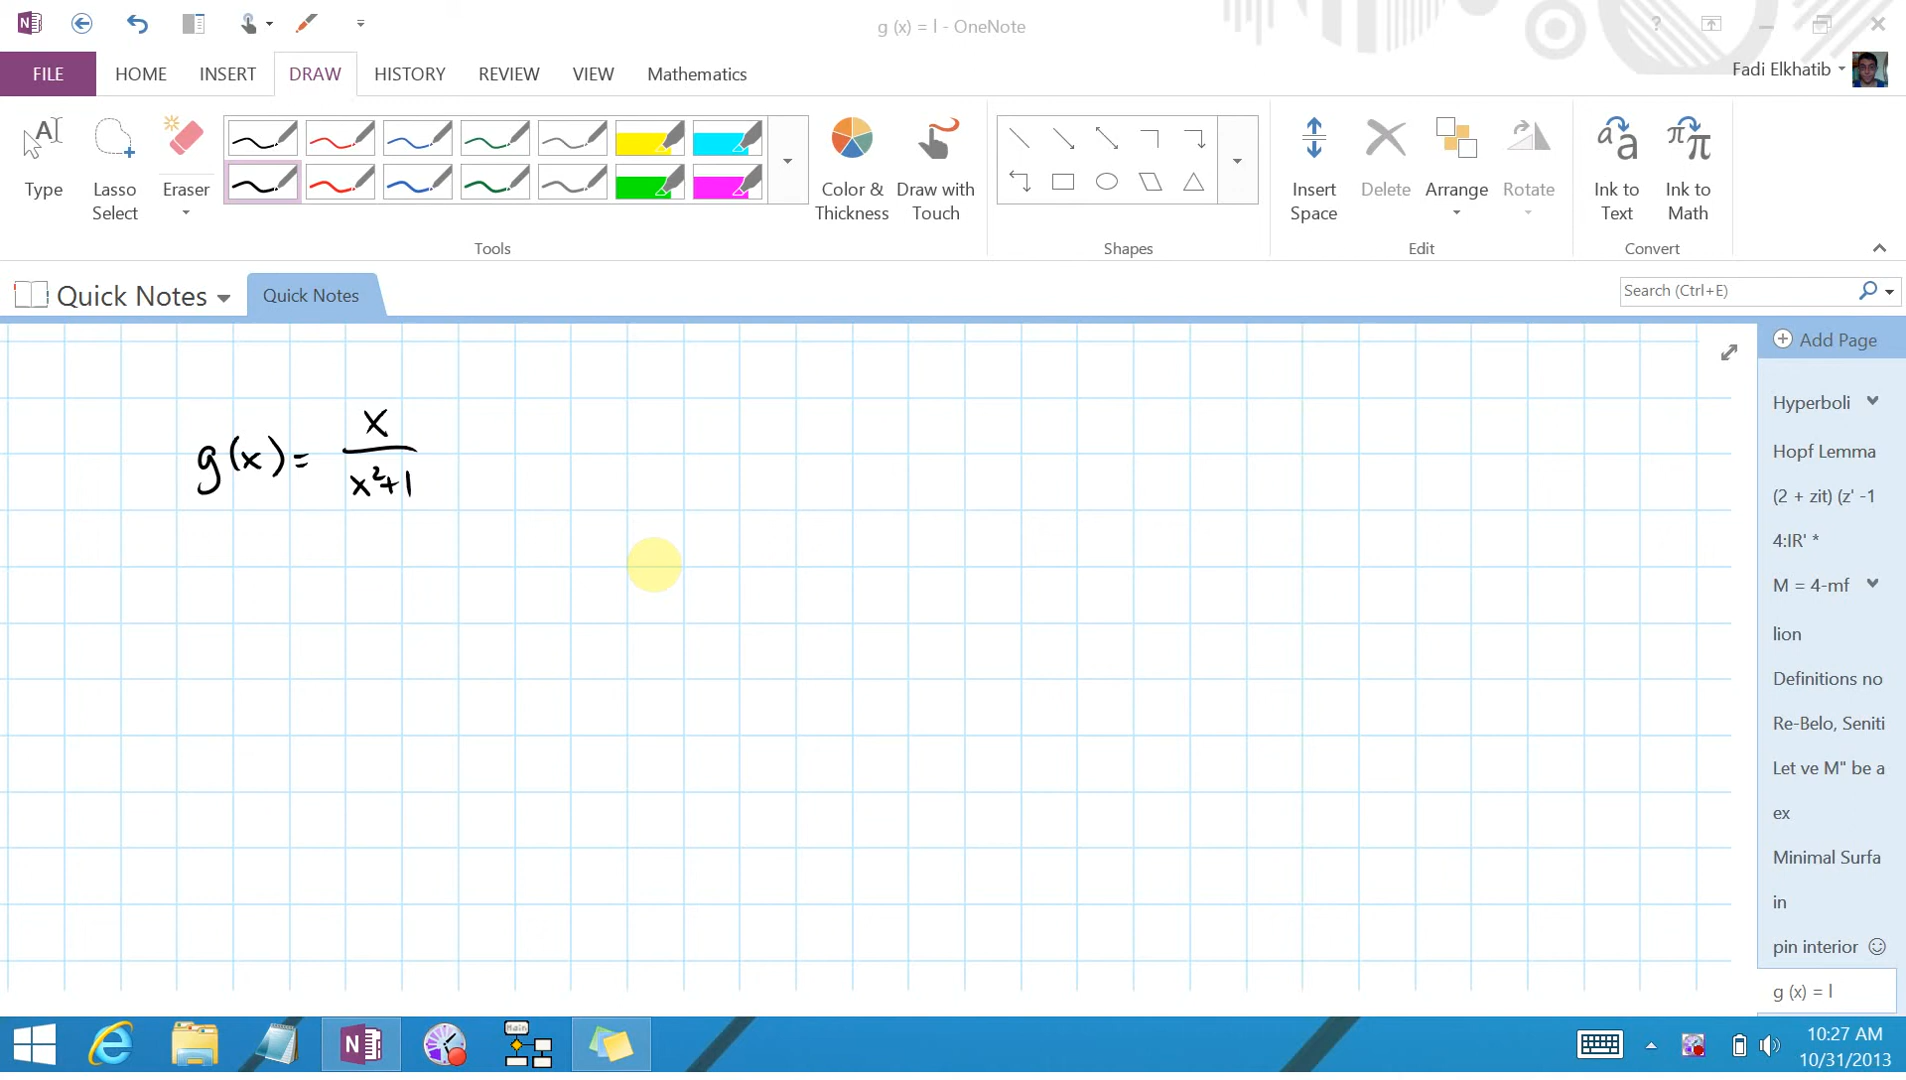 g (x) = l - OneNote
FILE HOME INSERT DRAW HISTORY REVIEW VIEW Mathematics Fadi Elkhatib
Type Lasso Select Eraser Color & Thickness Draw with Touch Insert Space Delete Arrange Rotate Ink to Text Ink to Math
Tools Shapes Edit Convert
Quick Notes Quick Notes Search (Ctrl+E)
Add Page
g(x) = x / x²+1
Hyperboli
Hopf Lemma
(2 + zit) (z' -1
4:IR' *
M = 4-mf
lion
Definitions no
Re-Belo, Seniti
Let ve M" be a
ex
Minimal Surfa
in
pin interior
g (x) = l
Main
10:27 AM
10/31/2013